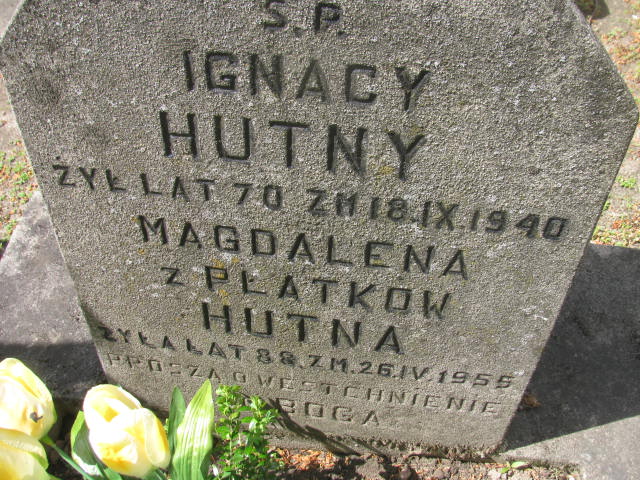 Ś.P.
IGNACY
HUTNY
ŻYŁ LAT 70 ZM 18.IX.1940
MAGDALENA
Z PŁATKÓW
HUTNA
ŻYŁA LAT 88. ZM. 26.IV.1955
PROSZĄ O WESTCHNIENIE
DO BOGA